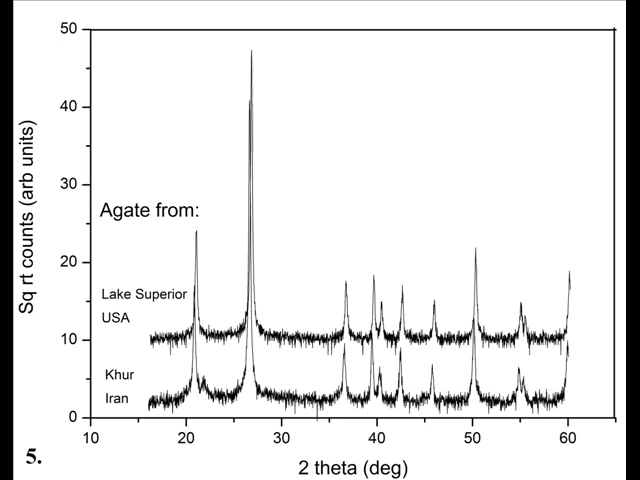 50
40
30
20
10
0
Sq rt counts (arb units)
Agate from:
Lake Superior
USA
Khur
Iran
10 20 30 40 50 60
2 theta (deg)
5.